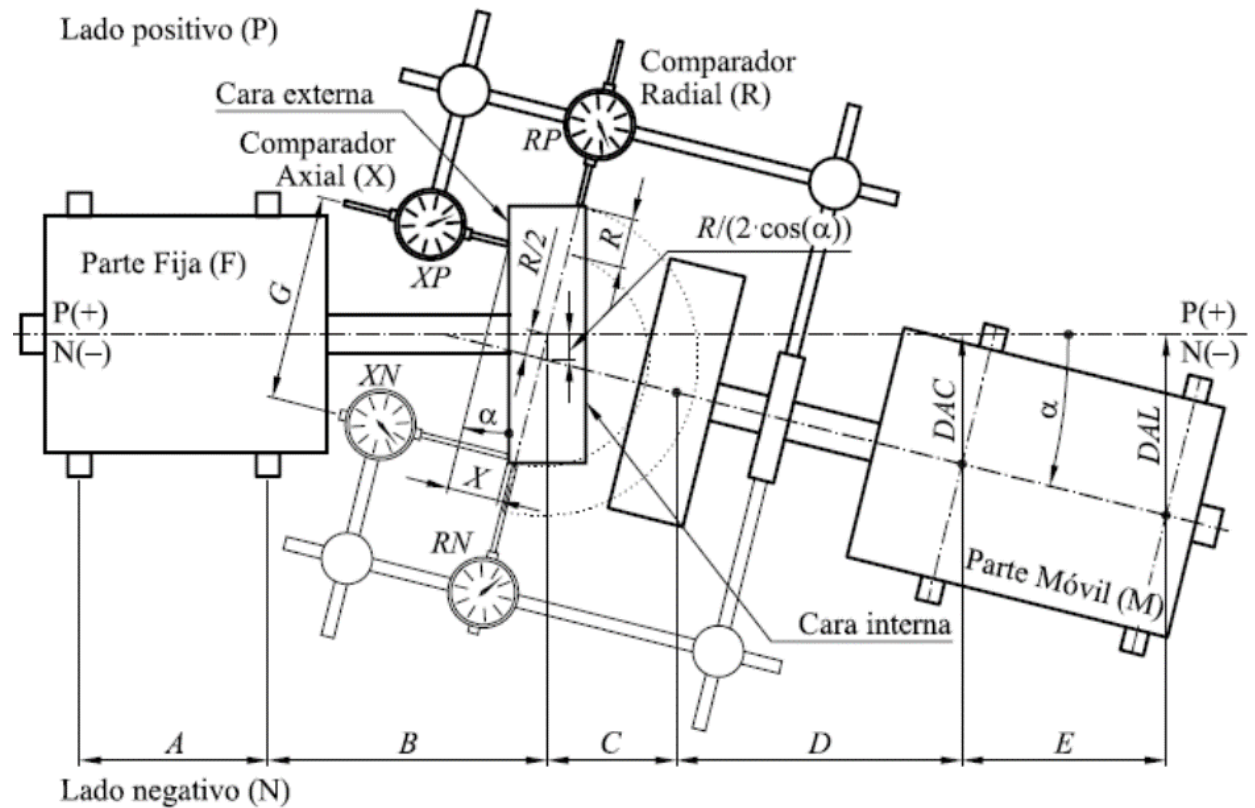 Lado positivo (P)
Comparador
Radial (R)
Cara externa
RP
Comparador
Axial (X)
R/2
R
R/(2·cos(α))
Parte Fija (F)
XP
G
P(+)
N(–)
P(+)
N(–)
XN
α
DAC
α
DAL
X
RN
Parte Móvil (M)
Cara interna
A
B
C
D
E
Lado negativo (N)